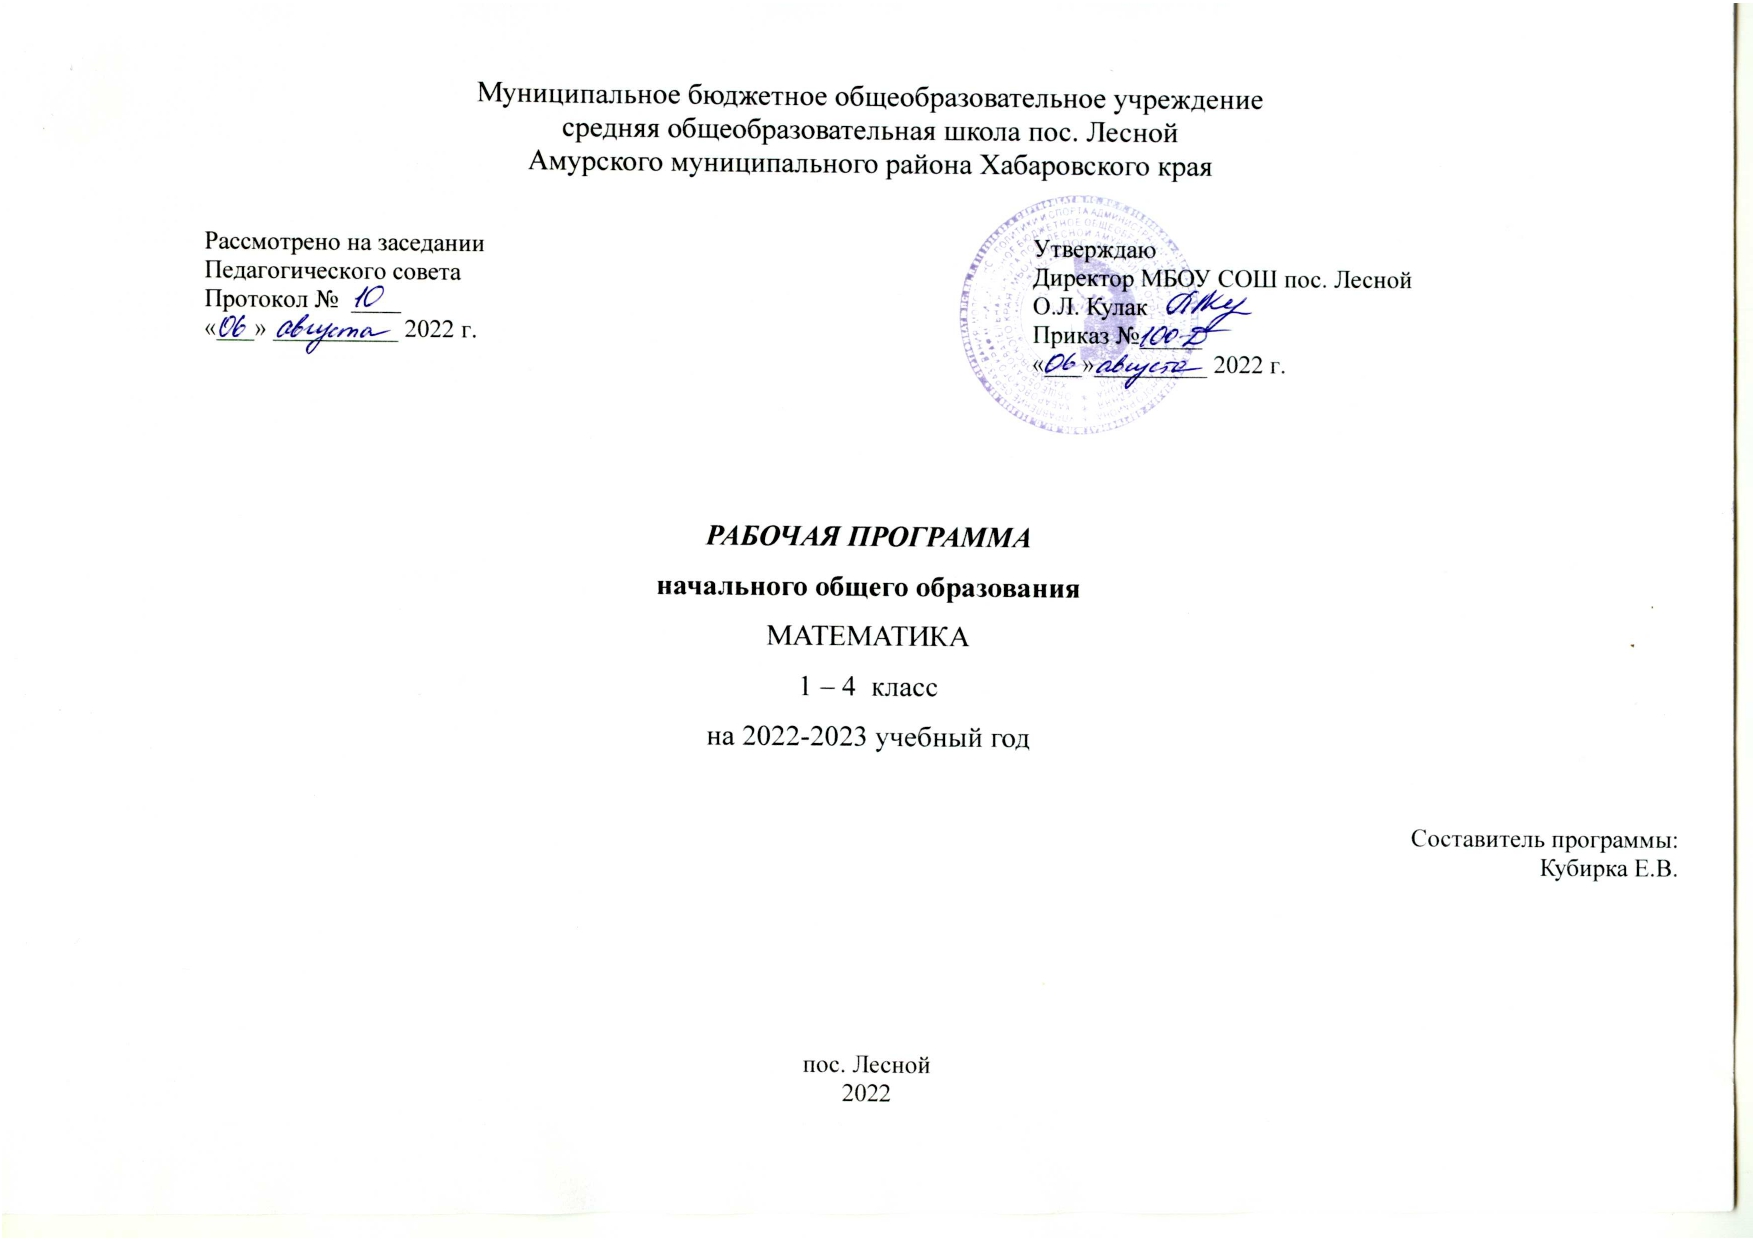 Муниципальное бюджетное общеобразовательное учреждение
средняя общеобразовательная школа пос. Лесной
Амурского муниципального района Хабаровского края
Рассмотрено на заседании
Педагогического совета
Протокол № 10
«06» августа 2022 г.
Утверждаю
Директор МБОУ СОШ пос. Лесной
О.Л. Кулак
Приказ №100-Д
«06» августа 2022 г.
РАБОЧАЯ ПРОГРАММА
начального общего образования
МАТЕМАТИКА
1 – 4 класс
на 2022-2023 учебный год
Составитель программы:
Кубирка Е.В.
пос. Лесной
2022